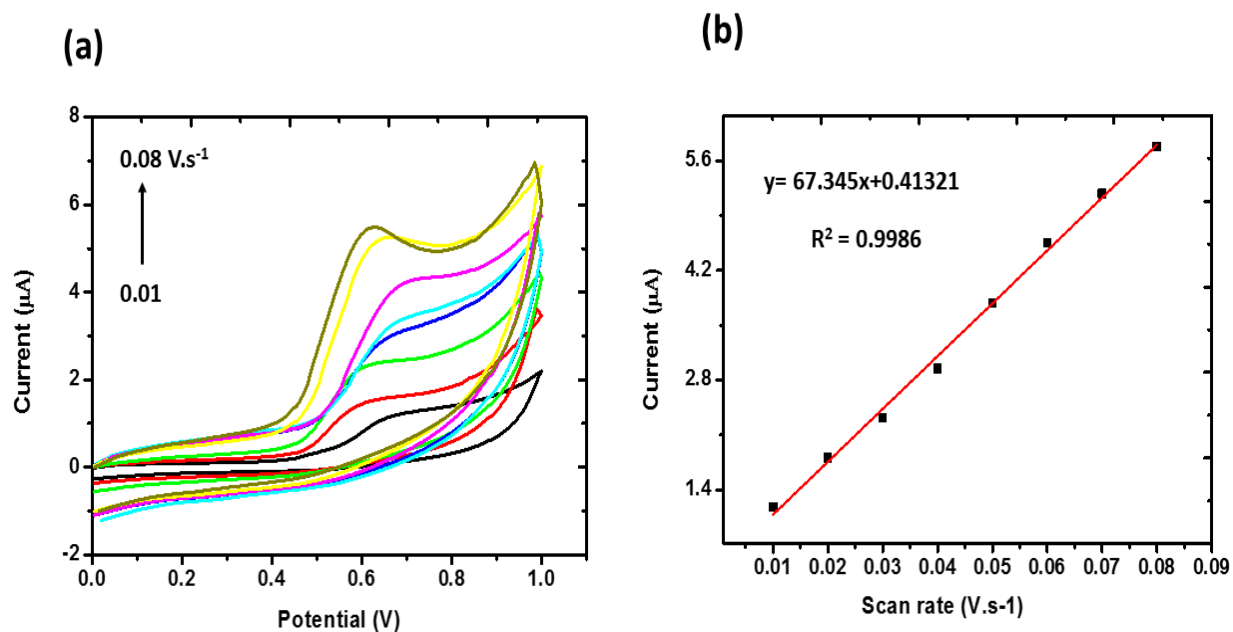 (a)
8
6
4
2
0
-2
Current (µA)
0.08 V.s-1
0.01
0.0 0.2 0.4 0.6 0.8 1.0
Potential (V)
(b)
5.6
4.2
2.8
1.4
Current (µA)
y= 67.345x+0.41321
R2 = 0.9986
0.01 0.02 0.03 0.04 0.05 0.06 0.07 0.08 0.09
Scan rate (V.s-1)